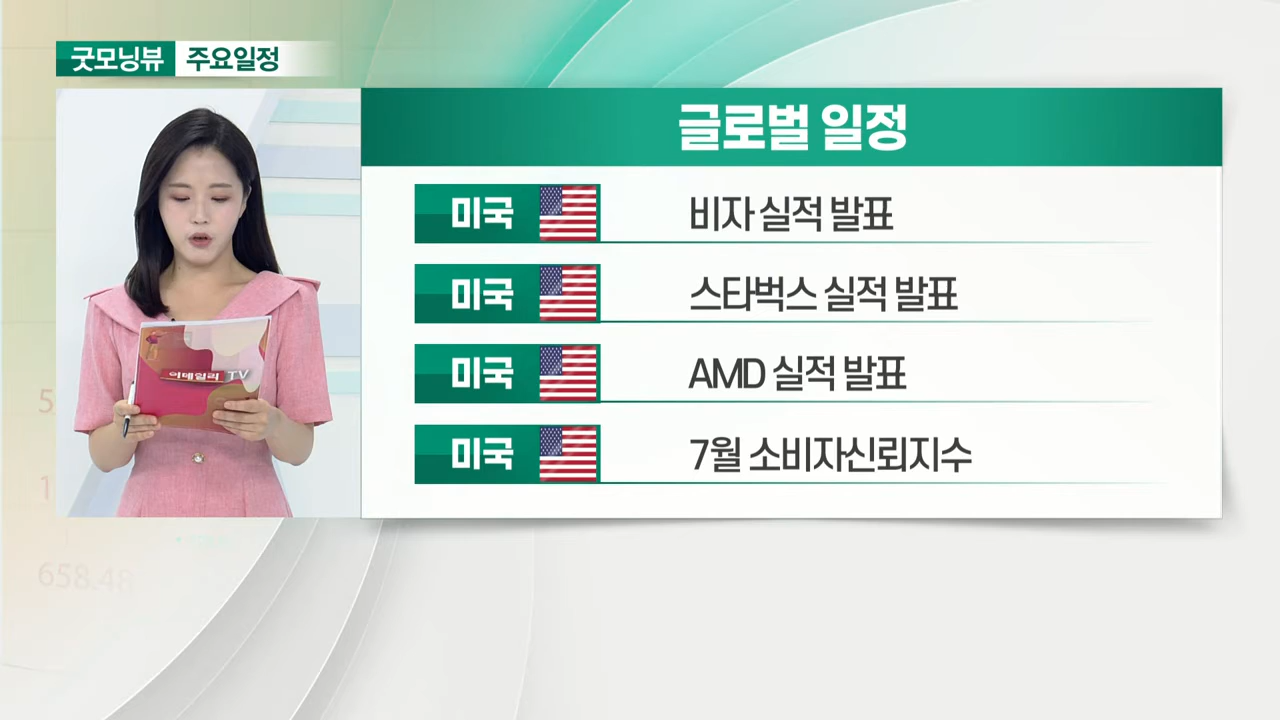 굿모닝뷰 주요일정
글로벌 일정
미국 비자 실적 발표
미국 스타벅스 실적 발표
미국 AMD 실적 발표
미국 7월 소비자신뢰지수
이데일리 TV
658.48